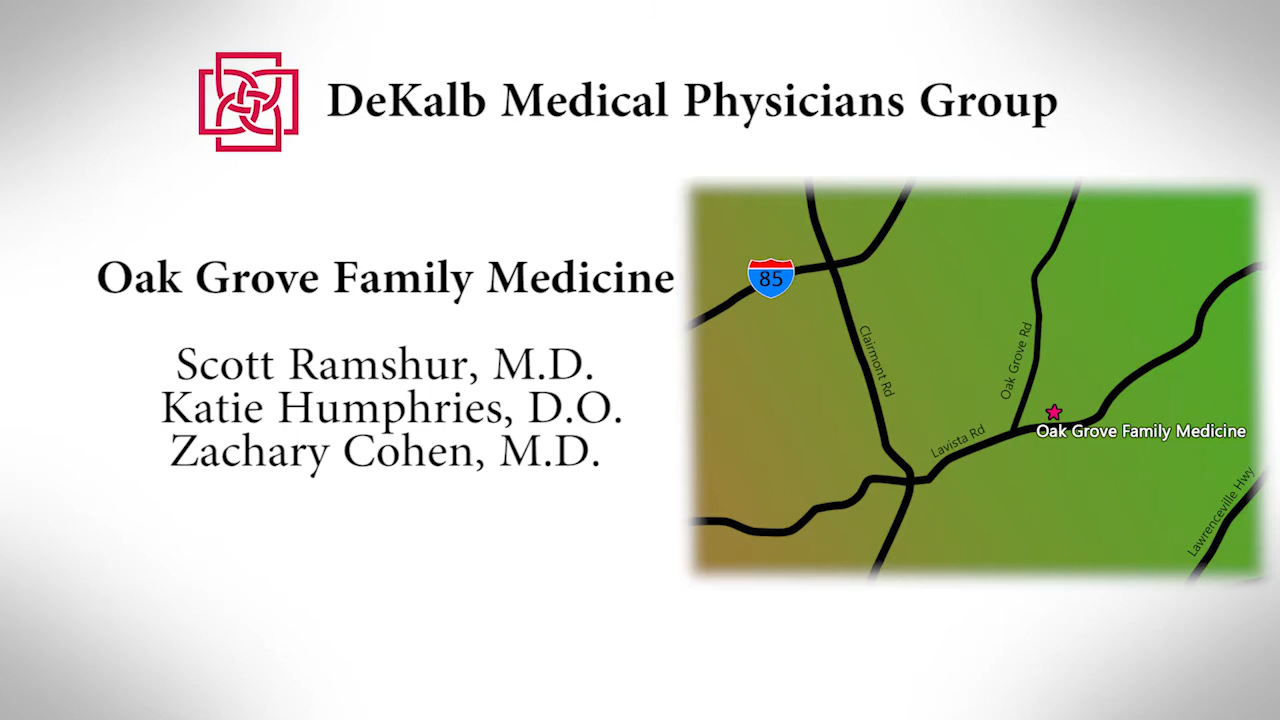 DeKalb Medical Physicians Group
Oak Grove Family Medicine
Scott Ramshur, M.D.
Katie Humphries, D.O.
Zachary Cohen, M.D.
85
Clairmont Rd
Oak Grove Rd
Lavista Rd
Oak Grove Family Medicine
Lawrenceville Hwy